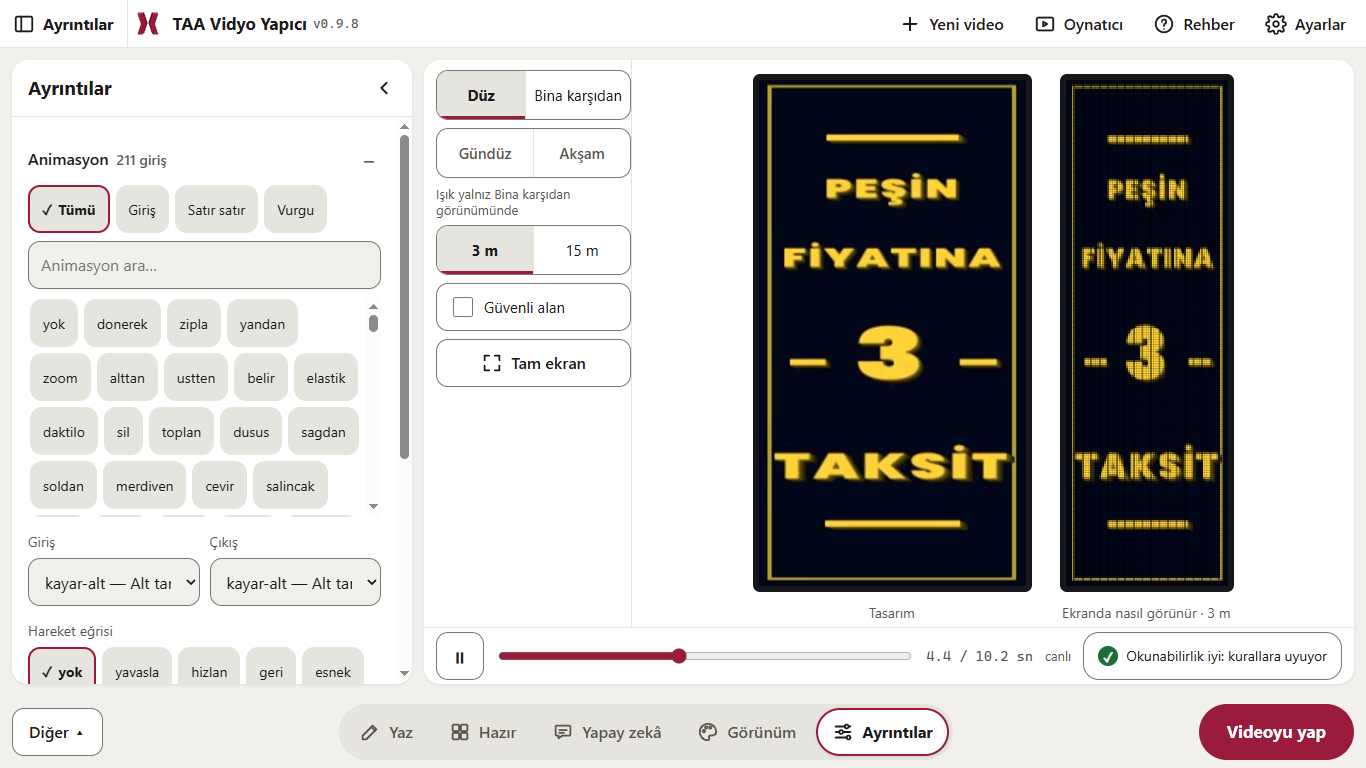 Ayrıntılar
TAA Vidyo Yapıcı v0.9.8
Yeni video
Oynatıcı
Rehber
Ayarlar
Ayrıntılar
Animasyon 211 giriş
✓ Tümü
Giriş
Satır satır
Vurgu
Animasyon ara...
yok
donerek
zipla
yandan
zoom
alttan
ustten
belir
elastik
daktilo
sil
toplan
dusus
sagdan
soldan
merdiven
cevir
salincak
Giriş
Çıkış
kayar-alt — Alt tar
kayar-alt — Alt tar
Hareket eğrisi
✓ yok
yavasla
hizlan
geri
esnek
Düz
Bina karşıdan
Gündüz
Akşam
Işık yalnız Bina karşıdan
görünümünde
3 m
15 m
Güvenli alan
Tam ekran
PEŞİN
FİYATINA
3
TAKSİT
Tasarım
PEŞİN
FİYATINA
3
TAKSİT
Ekranda nasıl görünür · 3 m
4.4 / 10.2 sn
canlı
Okunabilirlik iyi: kurallara uyuyor
Diğer
Yaz
Hazır
Yapay zekâ
Görünüm
Ayrıntılar
Videoyu yap